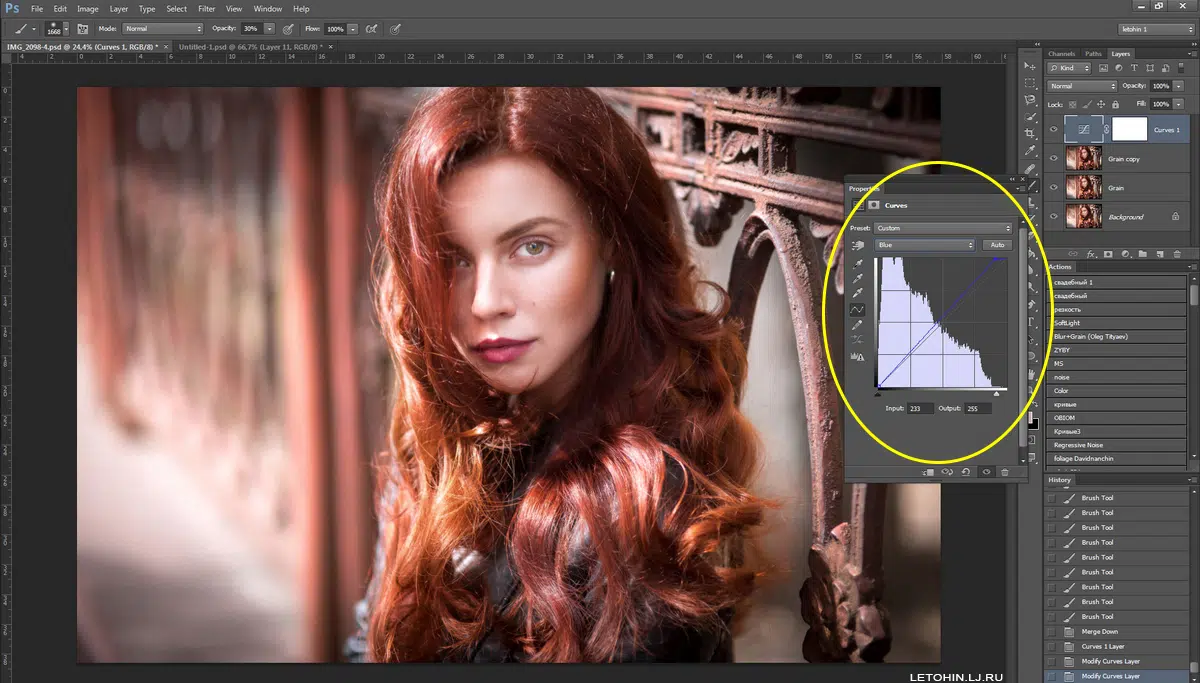 Ps File Edit Image Layer Type Select Filter View Window Help
1668 Mode: Normal Opacity: 30% Flow: 100% letohin 1
IMG_2098-4.psd @ 24,4% (Curves 1, RGB/8) * × Untitled-1.psd @ 66,7% (Layer 11, RGB/8) * ×
Channels Paths Layers
Kind
Normal Opacity: 100%
Lock: Fill: 100%
Curves 1
Grain copy
Grain
Background
fx
Properties
Curves
Preset: Custom
Blue Auto
Input: 233 Output: 255
Actions
свадебный 1
свадебный
резкость
SoftLight
Blur+Grain (Oleg Tityaev)
ZYBY
MS
noise
Color
кривые
OBIOM
Кривые3
Regressive Noise
foliage Davidnanchin
History
Brush Tool
Brush Tool
Brush Tool
Brush Tool
Brush Tool
Brush Tool
Brush Tool
Brush Tool
Brush Tool
Merge Down
Curves 1 Layer
Modify Curves Layer
Modify Curves Layer
LETOHIN.LJ.RU